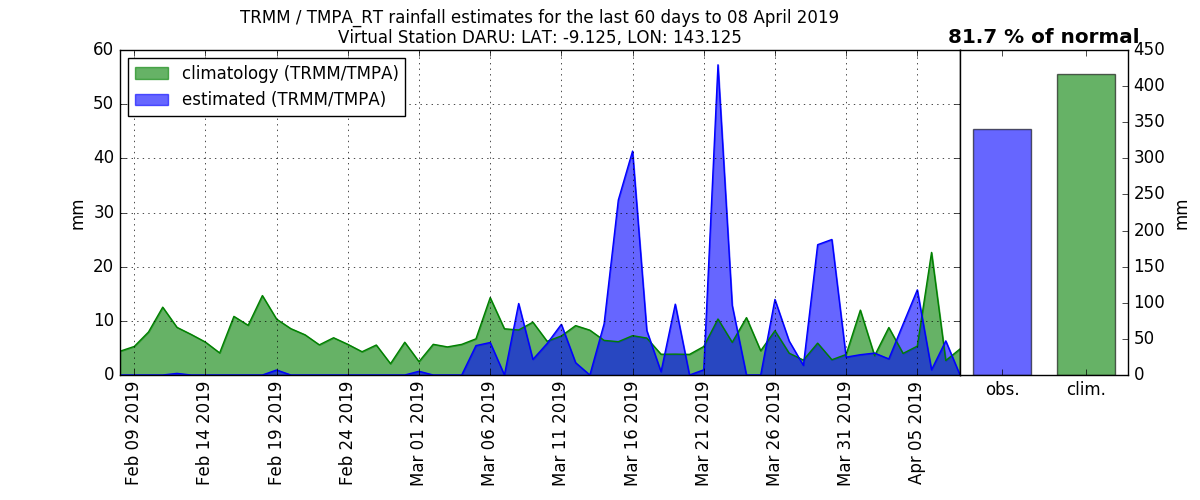 TRMM / TMPA_RT rainfall estimates for the last 60 days to 08 April 2019
Virtual Station DARU: LAT: -9.125, LON: 143.125
81.7 % of normal
climatology (TRMM/TMPA)
estimated (TRMM/TMPA)
mm
60
50
40
30
20
10
0
Feb 09 2019
Feb 14 2019
Feb 19 2019
Feb 24 2019
Mar 01 2019
Mar 06 2019
Mar 11 2019
Mar 16 2019
Mar 21 2019
Mar 26 2019
Mar 31 2019
Apr 05 2019
obs.
clim.
450
400
350
300
250
200
150
100
50
0
mm